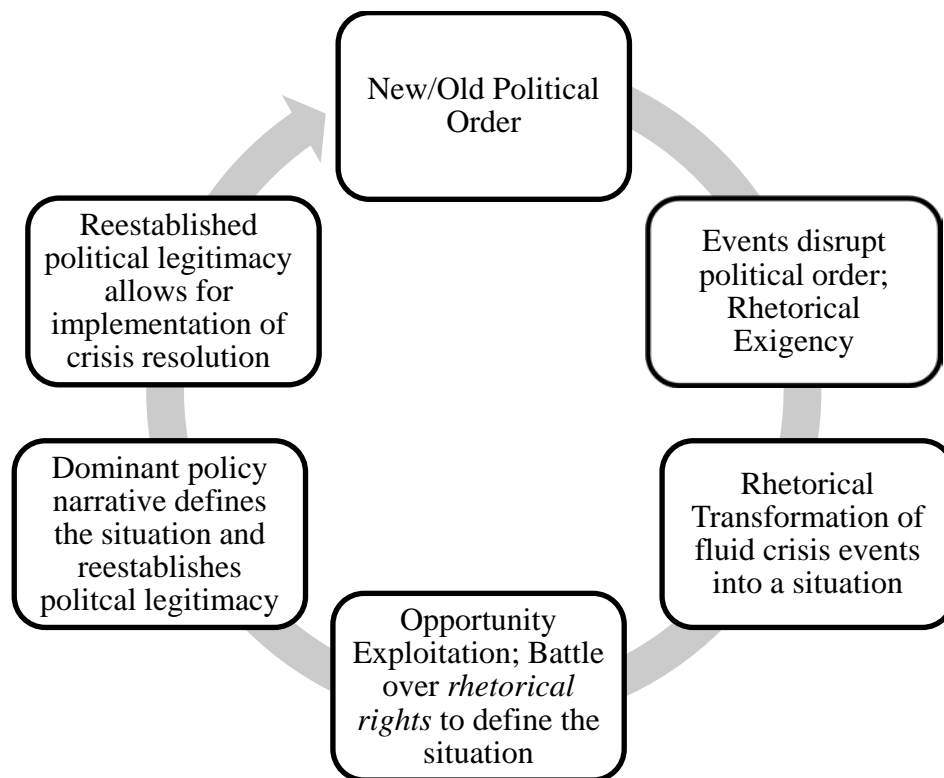 New/Old Political
Order
Events disrupt
political order;
Rhetorical
Exigency
Rhetorical
Transformation of
fluid crisis events
into a situation
Opportunity
Exploitation; Battle
over rhetorical
rights to define the
situation
Dominant policy
narrative defines
the situation and
reestablishes
politcal legitimacy
Reestablished
political legitimacy
allows for
implementation of
crisis resolution